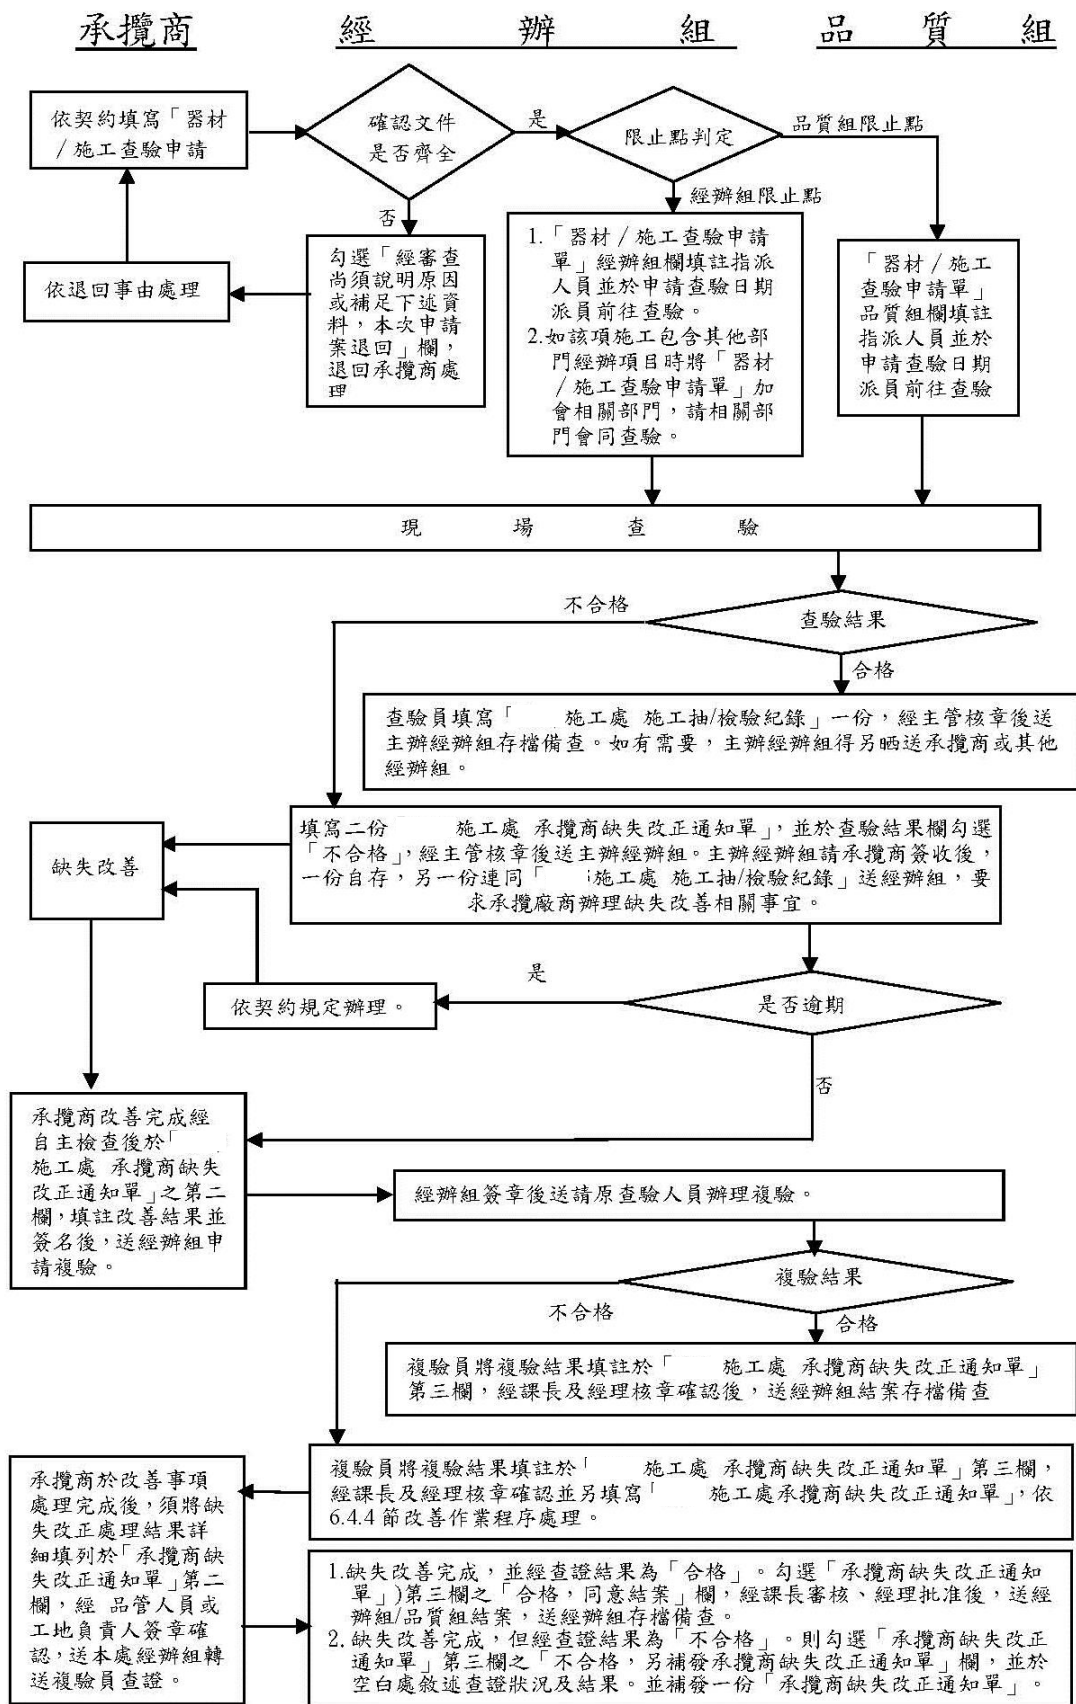 承攬商
經辦組
品質組
依契約填寫「器材
/施工查驗申請
確認文件
是否齊全
是
限止點判定
品質組限止點
否
經辦組限止點
依退回事由處理
勾選「經審查
尚須說明原因
或補足下述資
料，本次申請
案退回」欄，
退回承攬商處
理
1.「器材/施工查驗申請
單」經辦組欄填註指派
人員並於申請查驗日期
派員前往查驗。
2.如該項施工包含其他部
門經辦項目時將「器材
/施工查驗申請單」加
會相關部門，請相關部
門會同查驗。
「器材/施工
查驗申請單」
品質組欄填註
指派人員並於
申請查驗日期
派員前往查驗
現場查驗
不合格
查驗結果
合格
查驗員填寫「 施工處 施工抽/檢驗紀錄」一份，經主管核章後送
主辦經辦組存檔備查。如有需要，主辦經辦組得另晒送承攬商或其他
經辦組。
缺失改善
填寫二份 施工處 承攬商缺失改正通知單」，並於查驗結果欄勾選
「不合格」，經主管核章後送主辦經辦組。主辦經辦組請承攬商簽收後，
一份自存，另一份連同「 施工處 施工抽/檢驗紀錄」送經辦組，要
求承攬廠商辦理缺失改善相關事宜。
是
依契約規定辦理。
是否逾期
否
承攬商改善完成經
自主檢查後於「
施工處 承攬商缺失
改正通知單」之第二
欄，填註改善結果並
簽名後，送經辦組申
請複驗。
經辦組簽章後送請原查驗人員辦理複驗。
複驗結果
不合格
合格
複驗員將複驗結果填註於「 施工處 承攬商缺失改正通知單」
第三欄，經課長及經理核章確認後，送經辦組結案存檔備查
承攬商於改善事項
處理完成後，須將缺
失改正處理結果詳
細填列於「承攬商缺
失改正通知單」第二
欄，經 品管人員或
工地負責人簽章確
認，送本處經辦組轉
送複驗員查證。
複驗員將複驗結果填註於「 施工處 承攬商缺失改正通知單」第三欄，
經課長及經理核章確認並另填寫「 施工處承攬商缺失改正通知單」，依
6.4.4 節改善作業程序處理。
1.缺失改善完成，並經查證結果為「合格」。勾選「承攬商缺失改正通知
單」)第三欄之「合格，同意結案」欄，經課長審核、經理批准後，送經
辦組/品質組結案，送經辦組存檔備查。
2.缺失改善完成，但經查證結果為「不合格」。則勾選「承攬商缺失改正
通知單」第三欄之「不合格，另補發承攬商缺失改正通知單」欄，並於
空白處敘述查證狀況及結果。並補發一份「承攬商缺失改正通知單」。